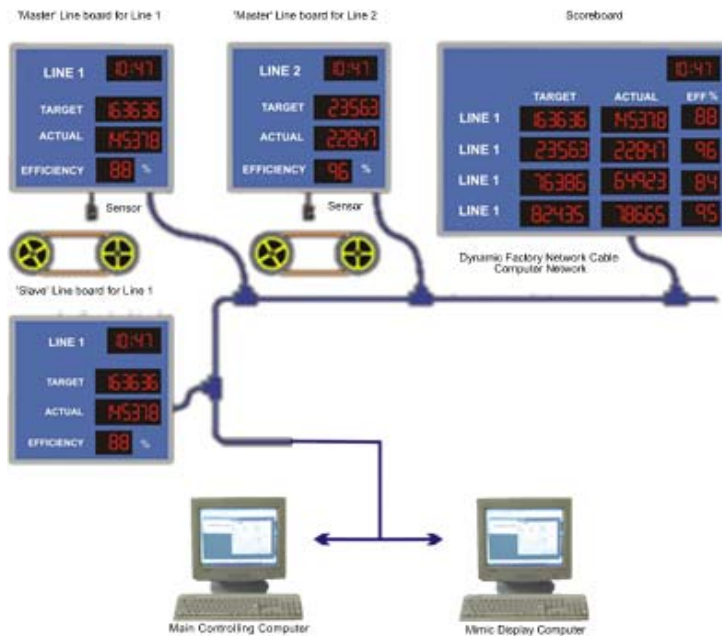 'Master' Line board for Line 1
'Master' Line board for Line 2
Scoreboard
LINE 1 10:47
TARGET 163636
ACTUAL 145378
EFFICIENCY 88 %
Sensor
LINE 2 10:47
TARGET 23563
ACTUAL 22847
EFFICIENCY 96 %
Sensor
10:47
TARGET ACTUAL EFF %
LINE 1 163636 145378 88
LINE 1 23563 22847 96
LINE 1 76386 64923 84
LINE 1 82435 78665 95
Dynamic Factory Network Cable
Computer Network
'Slave' Line board for Line 1
LINE 1 10:47
TARGET 163636
ACTUAL 145378
EFFICIENCY 88 %
Main Controlling Computer
Mimic Display Computer